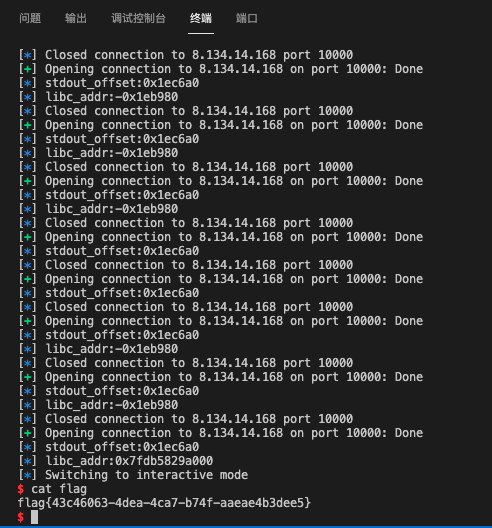 问题 输出 调试控制台 终端 端口
[*] Closed connection to 8.134.14.168 port 10000
[+] Opening connection to 8.134.14.168 on port 10000: Done
[*] stdout_offset:0x1ec6a0
[*] libc_addr:-0x1eb980
[*] Closed connection to 8.134.14.168 port 10000
[+] Opening connection to 8.134.14.168 on port 10000: Done
[*] stdout_offset:0x1ec6a0
[*] libc_addr:-0x1eb980
[*] Closed connection to 8.134.14.168 port 10000
[+] Opening connection to 8.134.14.168 on port 10000: Done
[*] stdout_offset:0x1ec6a0
[*] libc_addr:-0x1eb980
[*] Closed connection to 8.134.14.168 port 10000
[+] Opening connection to 8.134.14.168 on port 10000: Done
[*] stdout_offset:0x1ec6a0
[*] Closed connection to 8.134.14.168 port 10000
[+] Opening connection to 8.134.14.168 on port 10000: Done
[*] stdout_offset:0x1ec6a0
[*] Closed connection to 8.134.14.168 port 10000
[+] Opening connection to 8.134.14.168 on port 10000: Done
[*] stdout_offset:0x1ec6a0
[*] libc_addr:-0x1eb980
[*] Closed connection to 8.134.14.168 port 10000
[+] Opening connection to 8.134.14.168 on port 10000: Done
[*] stdout_offset:0x1ec6a0
[*] libc_addr:-0x1eb980
[*] Closed connection to 8.134.14.168 port 10000
[+] Opening connection to 8.134.14.168 on port 10000: Done
[*] stdout_offset:0x1ec6a0
[*] libc_addr:0x7fdb5829a000
[*] Switching to interactive mode
$ cat flag
flag{43c46063-4dea-4ca7-b74f-aaeae4b3dee5}
$